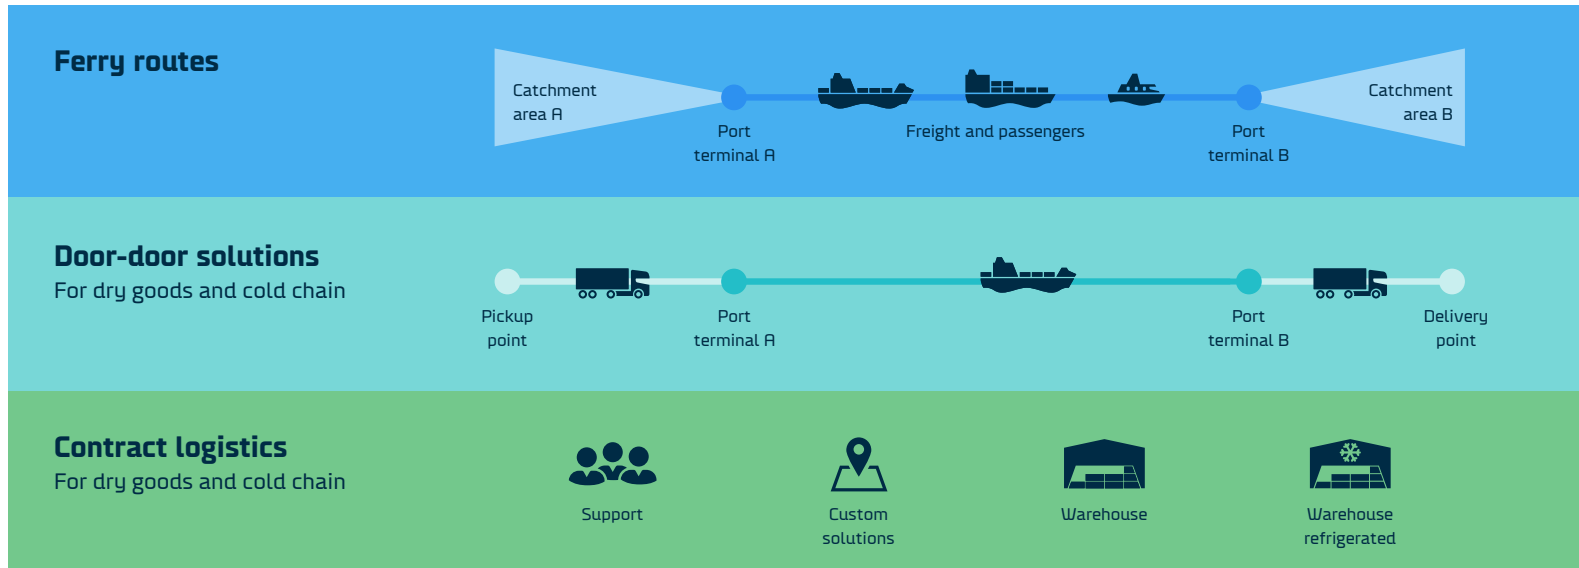 Ferry routes
Catchment
area A
Port
terminal A
Freight and passengers
Port
terminal B
Catchment
area B
Door-door solutions
For dry goods and cold chain
Pickup
point
Port
terminal A
Port
terminal B
Delivery
point
Contract logistics
For dry goods and cold chain
Support
Custom
solutions
Warehouse
Warehouse
refrigerated